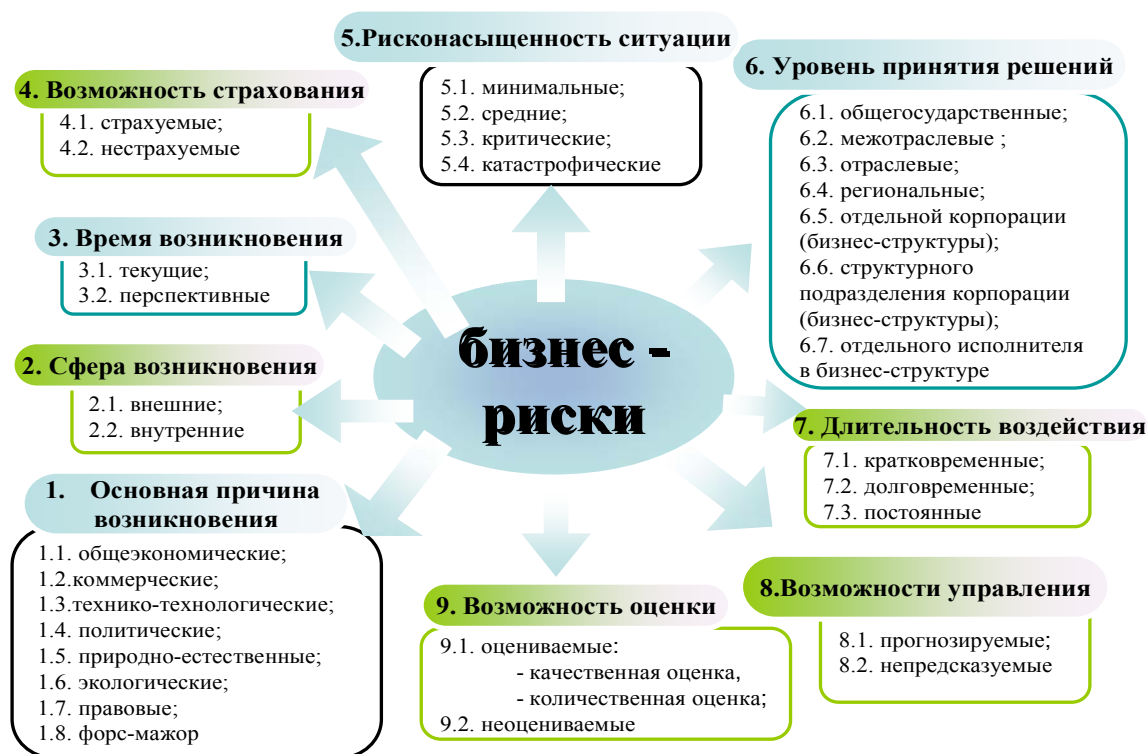 5.Рисконасыщенность ситуации
5.1. минимальные;
5.2. средние;
5.3. критические;
5.4. катастрофические
4. Возможность страхования
4.1. страхуемые;
4.2. нестрахуемые
6. Уровень принятия решений
6.1. общегосударственные;
6.2. межотраслевые ;
6.3. отраслевые;
6.4. региональные;
6.5. отдельной корпорации
(бизнес-структуры);
6.6. структурного
подразделения корпорации
(бизнес-структуры);
6.7. отдельного исполнителя
в бизнес-структуре
3. Время возникновения
3.1. текущие;
3.2. перспективные
бизнес -
риски
2. Сфера возникновения
2.1. внешние;
2.2. внутренние
7. Длительность воздействия
7.1. кратковременные;
7.2. долговременные;
7.3. постоянные
1. Основная причина
возникновения
1.1. общеэкономические;
1.2.коммерческие;
1.3.технико-технологические;
1.4. политические;
1.5. природно-естественные;
1.6. экологические;
1.7. правовые;
1.8. форс-мажор
9. Возможность оценки
9.1. оцениваемые:
- качественная оценка,
- количественная оценка;
9.2. неоцениваемые
8.Возможности управления
8.1. прогнозируемые;
8.2. непредсказуемые